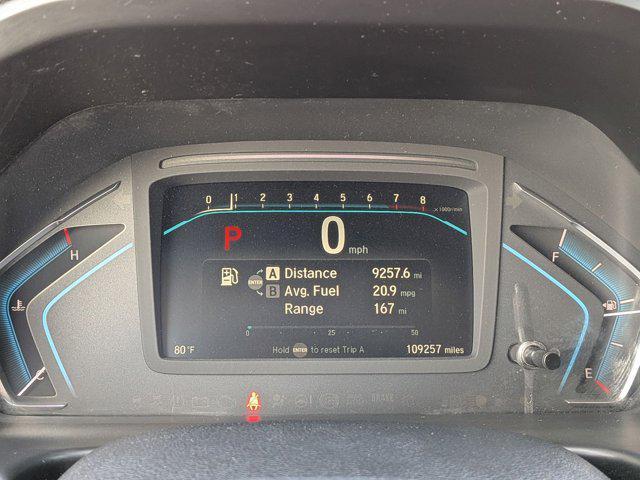 0 1 2 3 4 5 6 7 8
x1000r/min
P 0 mph
H
F
A Distance 9257.6 mi
ENTER
B Avg. Fuel 20.9 mpg
Range 167 mi
0 25 50
C
E
80°F Hold ENTER to reset Trip A 109257 miles
BRAKE